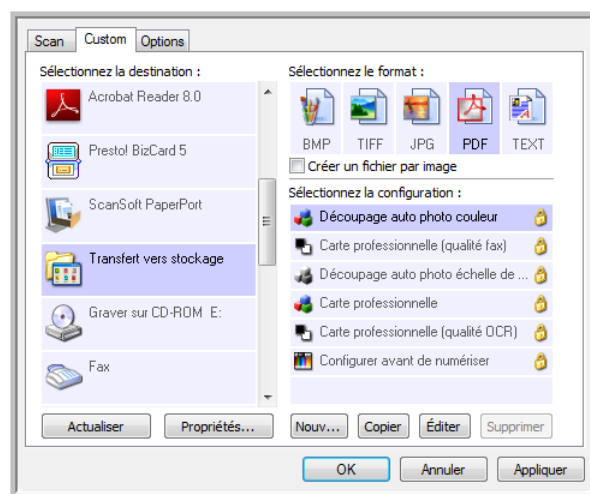 Scan Custom Options
Sélectionnez la destination :
Acrobat Reader 8.0
Presto! BizCard 5
ScanSoft PaperPort
Transfert vers stockage
Graver sur CD-ROM E:
Fax
Actualiser Propriétés...
Sélectionnez le format :
BMP TIFF JPG PDF TEXT
Créer un fichier par image
Sélectionnez la configuration :
Découpage auto photo couleur
Carte professionnelle (qualité fax)
Découpage auto photo échelle de ...
Carte professionnelle
Carte professionnelle (qualité OCR)
Configurer avant de numériser
Nouv... Copier Éditer Supprimer
OK Annuler Appliquer